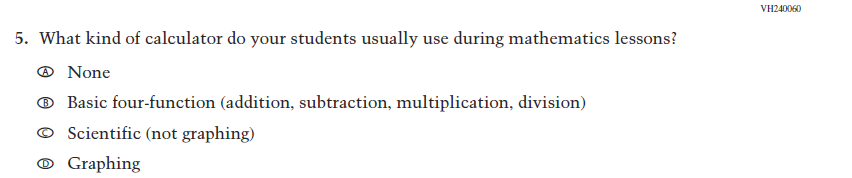 VH240060
5. What kind of calculator do your students usually use during mathematics lessons?
Ⓐ None
Ⓑ Basic four-function (addition, subtraction, multiplication, division)
Ⓒ Scientific (not graphing)
Ⓓ Graphing